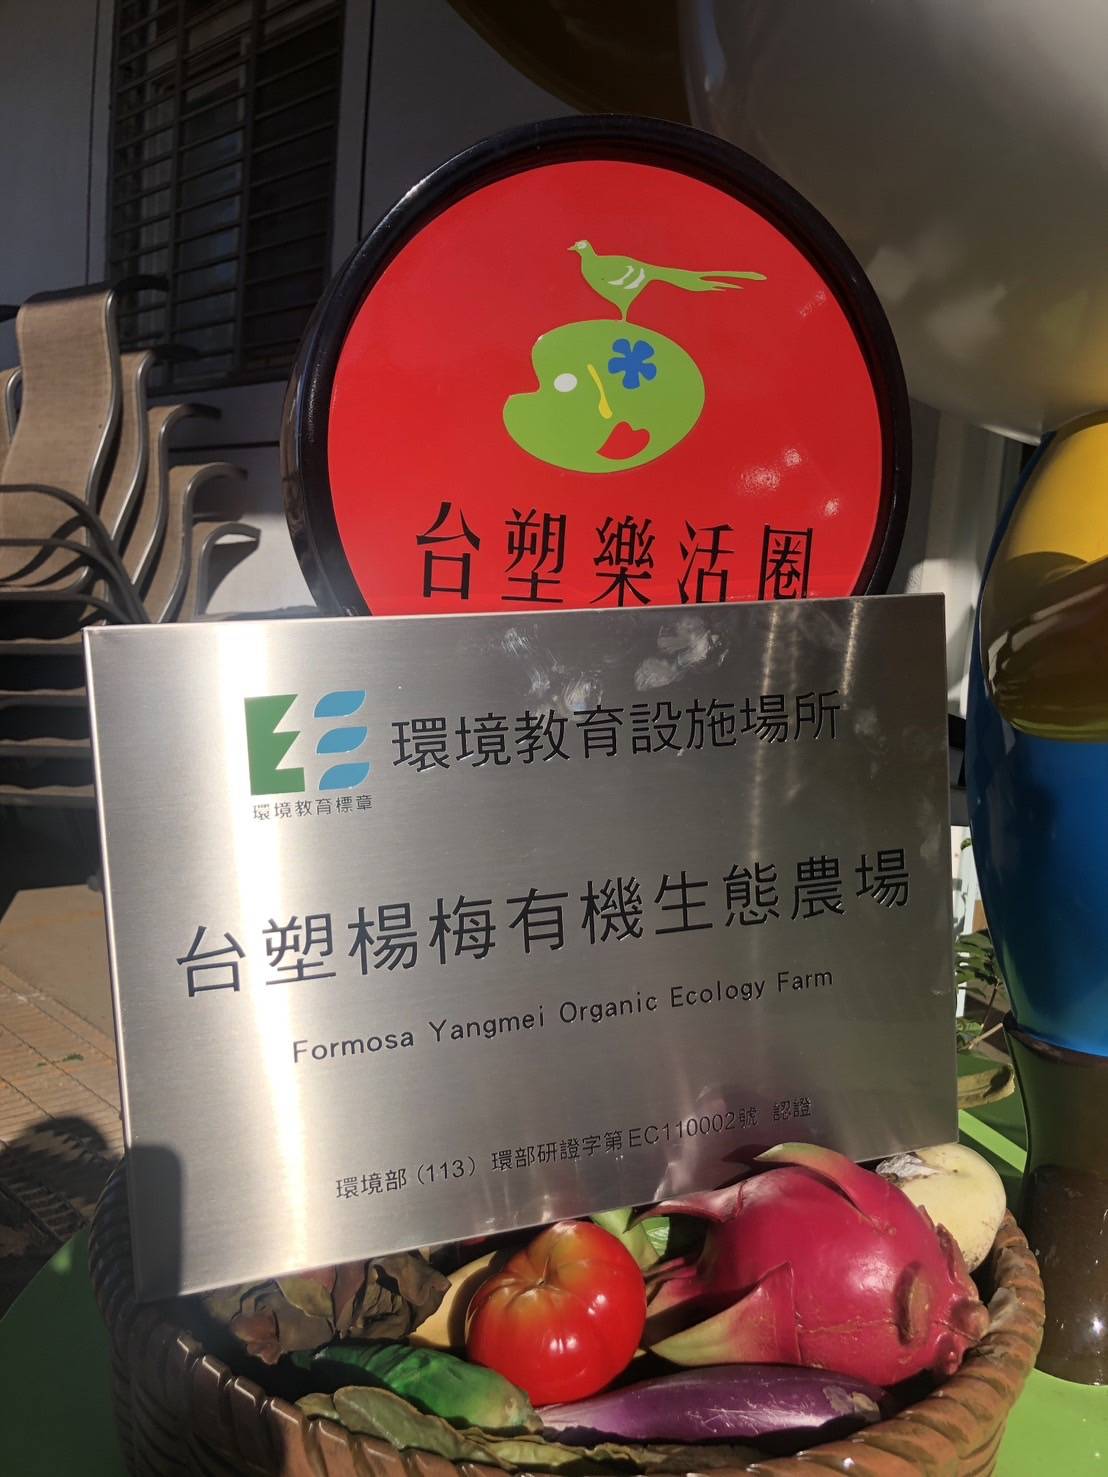 台塑樂活圈
環境教育設施場所
環境教育標章
台塑楊梅有機生態農場
Formosa Yangmei Organic Ecology Farm
環境部(113)環部研證字第EC110002號 認證